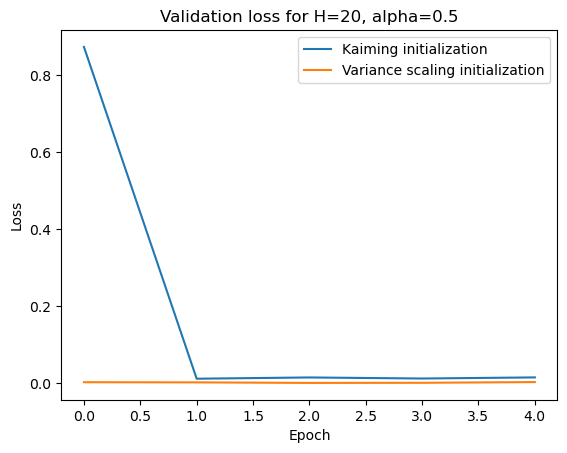 Validation loss for H=20, alpha=0.5
Kaiming initialization
Variance scaling initialization
Loss
0.8
0.6
0.4
0.2
0.0
0.0 0.5 1.0 1.5 2.0 2.5 3.0 3.5 4.0
Epoch